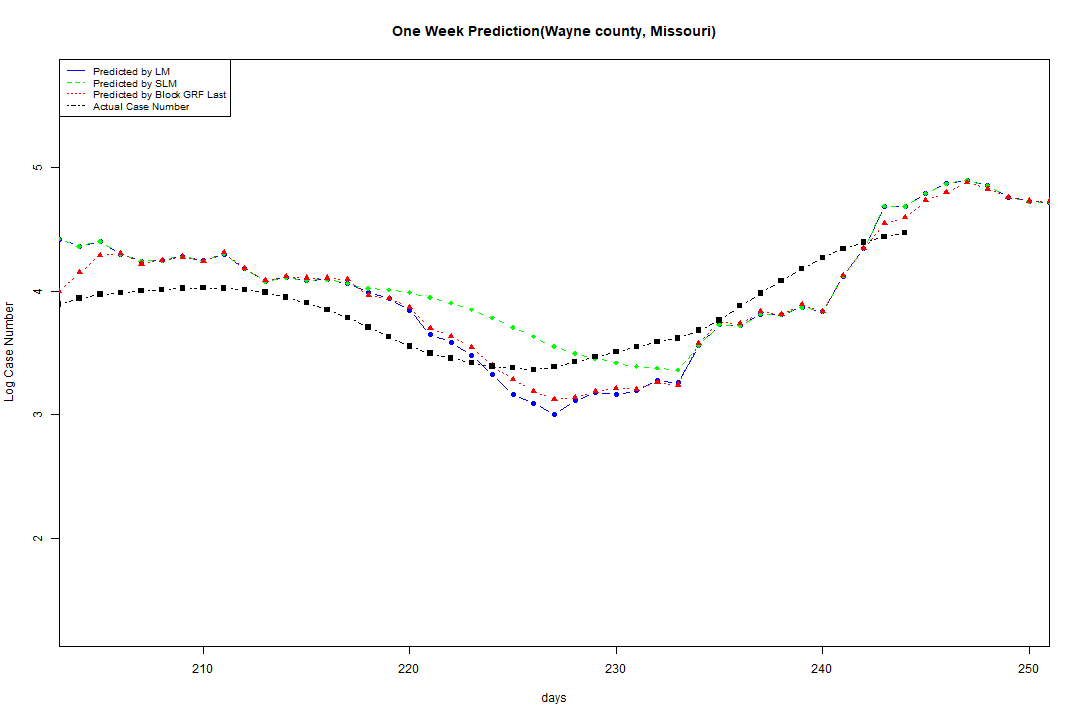 One Week Prediction(Wayne county, Missouri)
Predicted by LM
Predicted by SLM
Predicted by Block GRF Last
Actual Case Number
5
4
3
2
Log Case Number
210 220 230 240 250
days